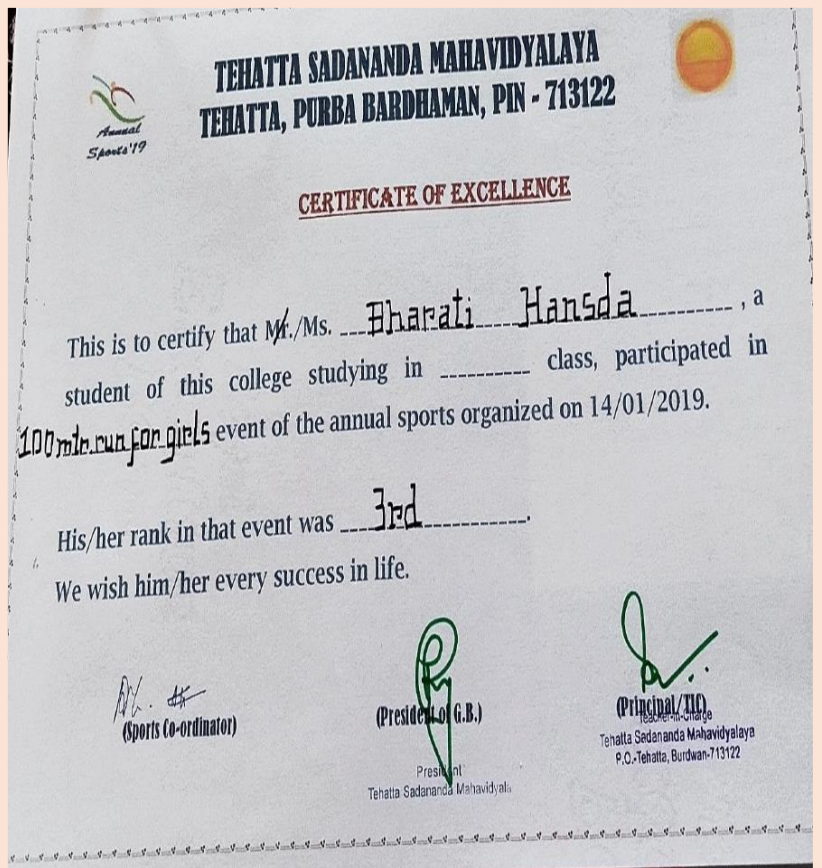 TEHATTA SADANANDA MAHAVIDYALAYA
TEHATTA, PURBA BARDHAMAN, PIN - 713122
Annual
Sports'19
CERTIFICATE OF EXCELLENCE
This is to certify that Mr./Ms. Bharati Hansda, a
student of this college studying in __________ class, participated in
100 mtr. run for girls event of the annual sports organized on 14/01/2019.
His/her rank in that event was 3rd.
We wish him/her every success in life.
(Sports Co-ordinator)
(President of G.B.)
President
Tehatta Sadananda Mahavidyala
(Principal/TIC)
Teacher-in-Charge
Tehatta Sadananda Mahavidyalaya
P.O.-Tehatta, Burdwan-713122